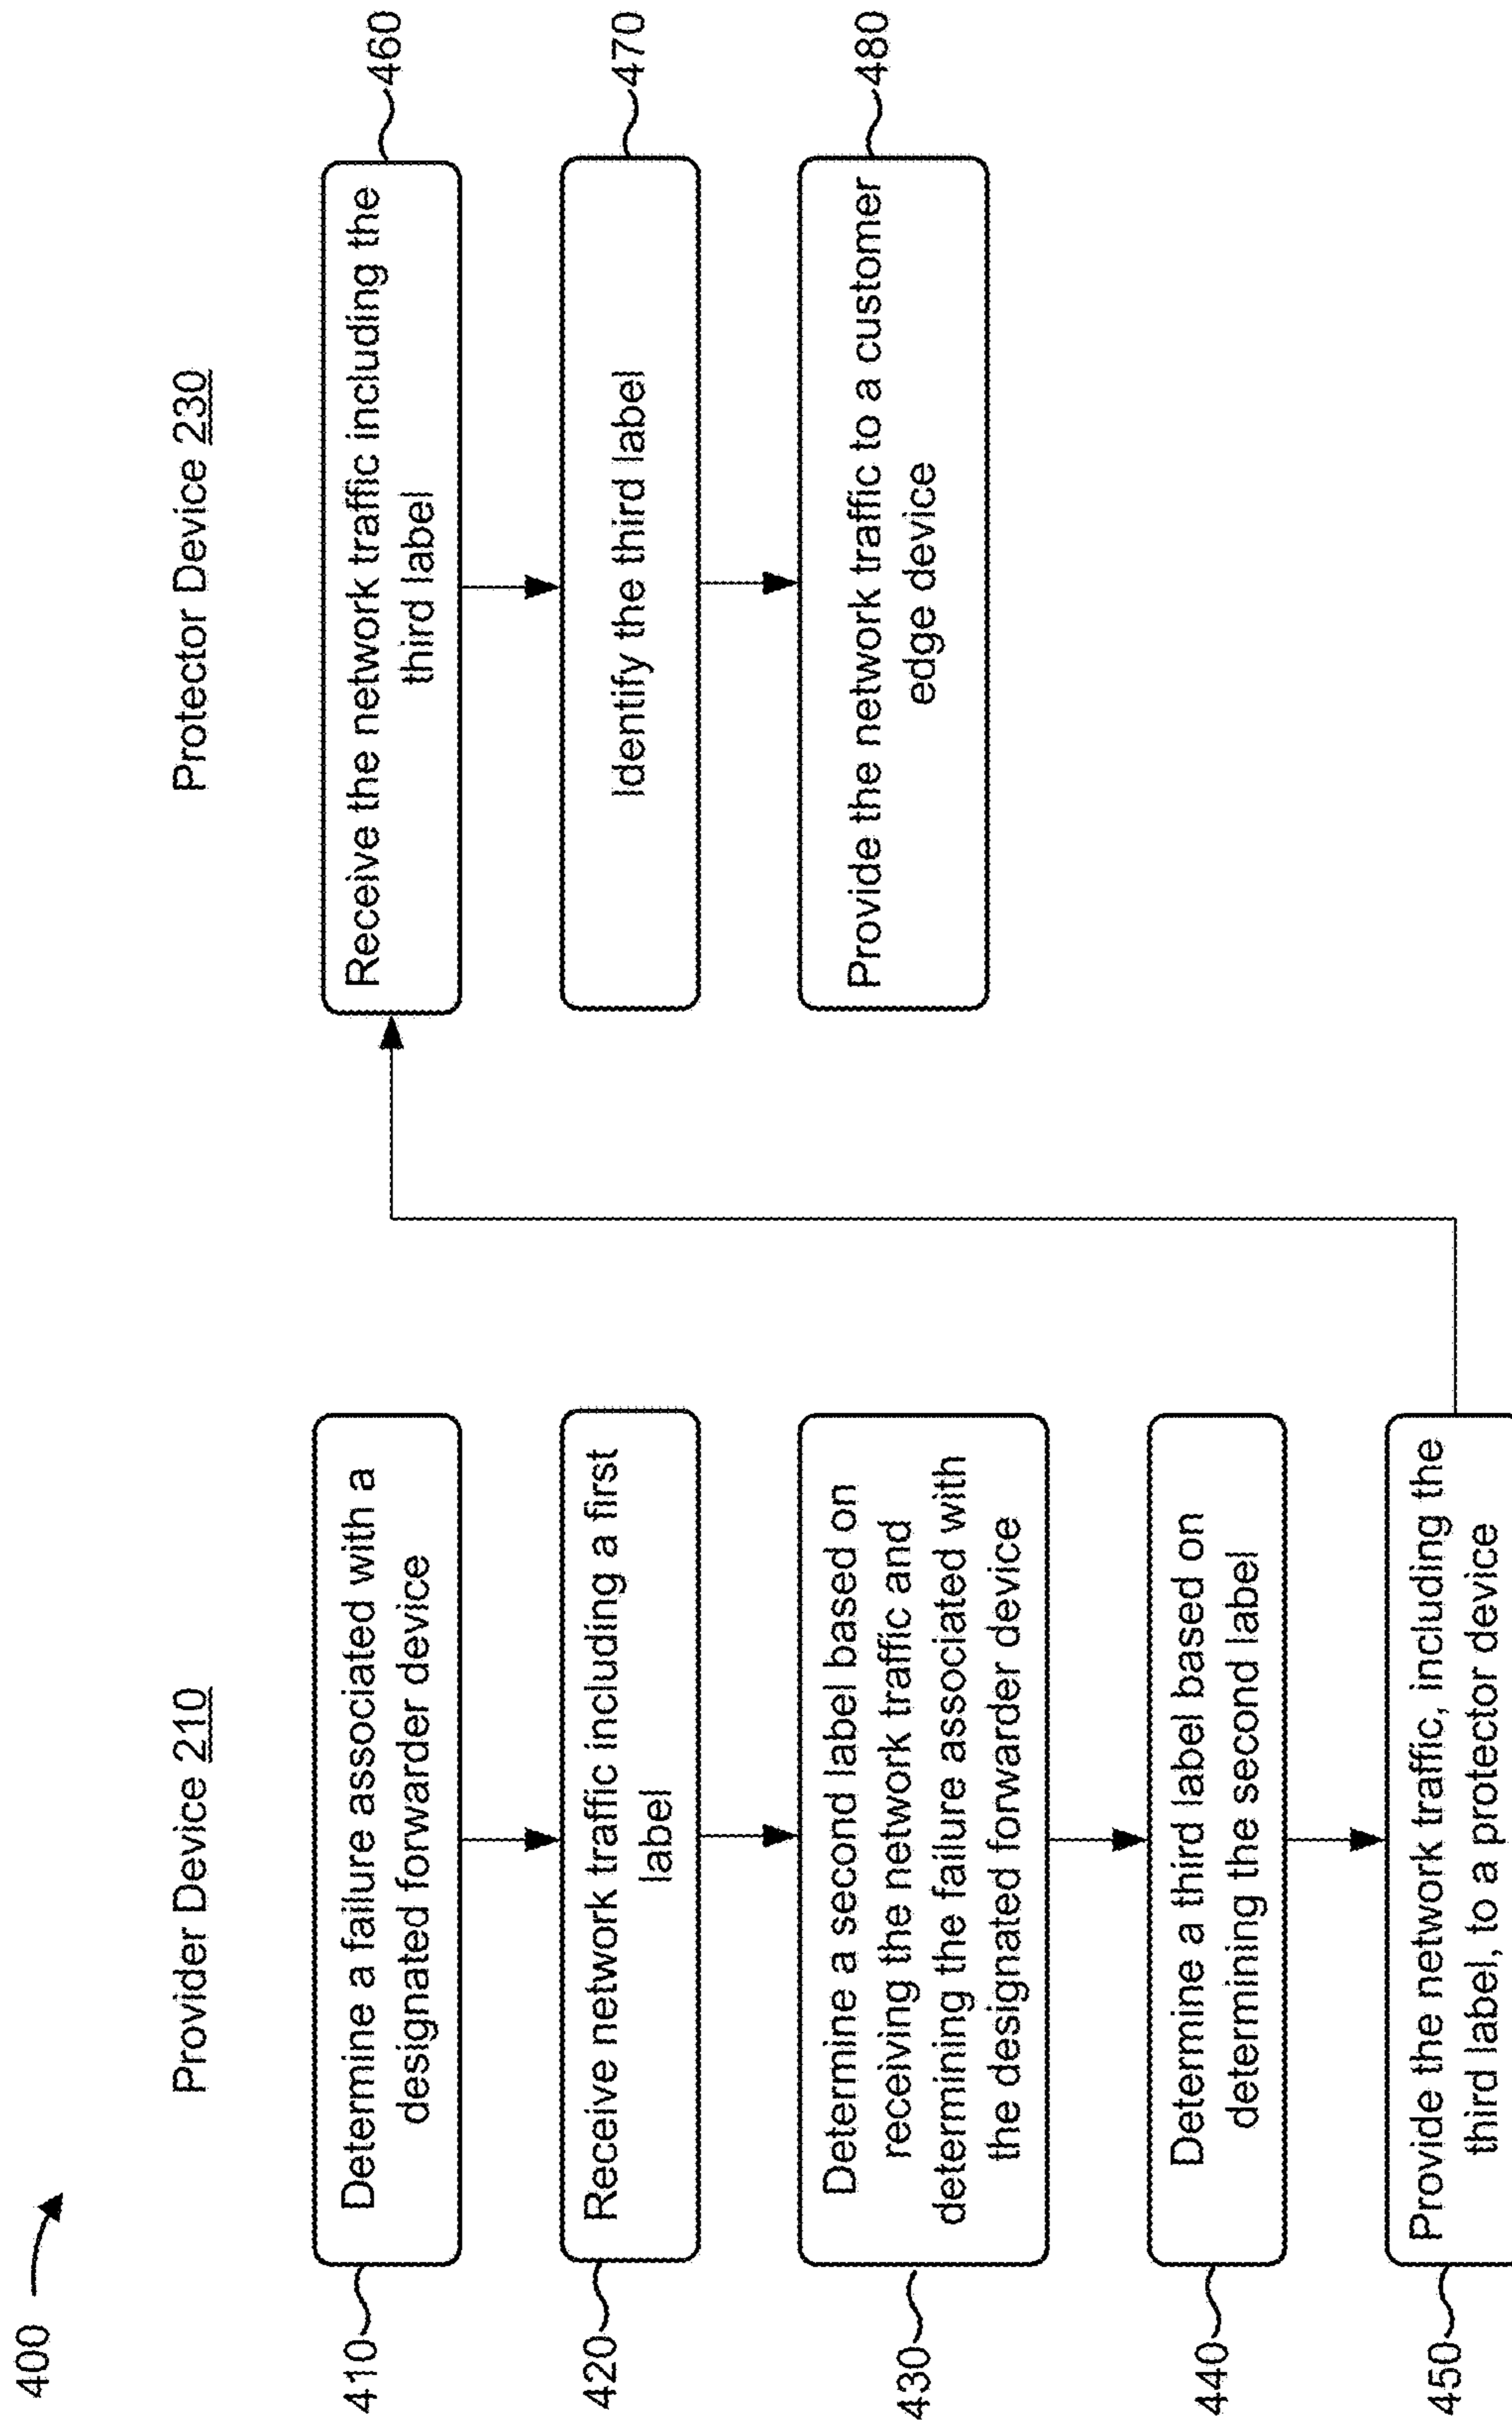 400
Provider Device 210
410
Determine a failure associated with a
designated forwarder device
420
Receive network traffic including a first
label
430
Determine a second label based on
receiving the network traffic and
determining the failure associated with
the designated forwarder device
440
Determine a third label based on
determining the second label
450
Provide the network traffic, including the
third label, to a protector device
Protector Device 230
Receive the network traffic including the
third label
460
Identify the third label
470
Provide the network traffic to a customer
edge device
480